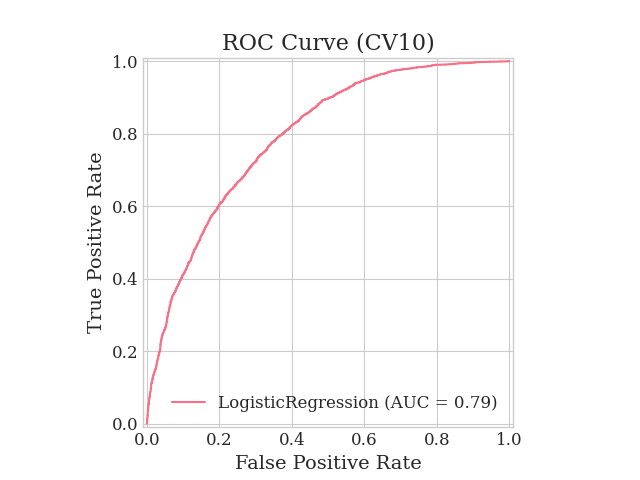 ROC Curve (CV10)
True Positive Rate
1.0
0.8
0.6
0.4
0.2
0.0
LogisticRegression (AUC = 0.79)
0.0 0.2 0.4 0.6 0.8 1.0
False Positive Rate